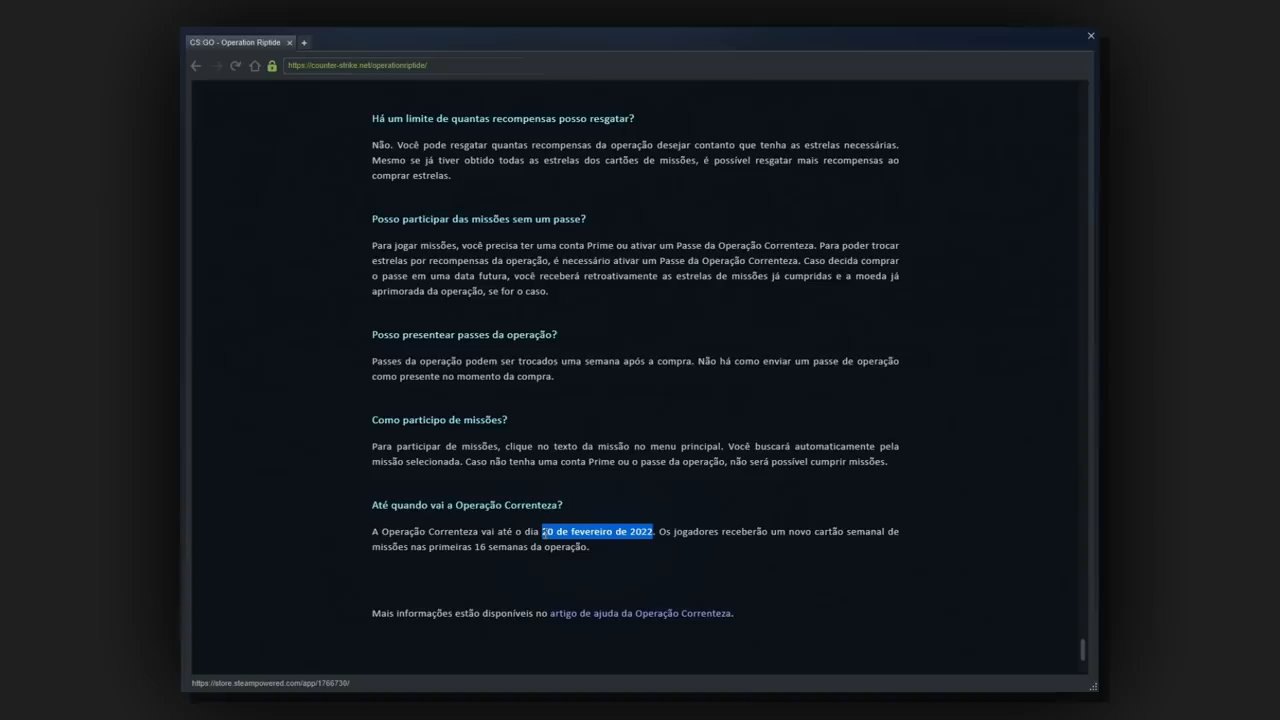 CS:GO - Operation Riptide
https://counter-strike.net/operationriptide/
Há um limite de quantas recompensas posso resgatar?
Não. Você pode resgatar quantas recompensas da operação desejar contanto que tenha as estrelas necessárias.
Mesmo se já tiver obtido todas as estrelas dos cartões de missões, é possível resgatar mais recompensas ao
comprar estrelas.
Posso participar das missões sem um passe?
Para jogar missões, você precisa ter uma conta Prime ou ativar um Passe da Operação Correnteza. Para poder trocar
estrelas por recompensas da operação, é necessário ativar um Passe da Operação Correnteza. Caso decida comprar
o passe em uma data futura, você receberá retroativamente as estrelas de missões já cumpridas e a moeda já
aprimorada da operação, se for o caso.
Posso presentear passes da operação?
Passes da operação podem ser trocados uma semana após a compra. Não há como enviar um passe de operação
como presente no momento da compra.
Como participo de missões?
Para participar de missões, clique no texto da missão no menu principal. Você buscará automaticamente pela
missão selecionada. Caso não tenha uma conta Prime ou o passe da operação, não será possível cumprir missões.
Até quando vai a Operação Correnteza?
A Operação Correnteza vai até o dia 20 de fevereiro de 2022. Os jogadores receberão um novo cartão semanal de
missões nas primeiras 16 semanas da operação.
Mais informações estão disponíveis no artigo de ajuda da Operação Correnteza.
https://store.steampowered.com/app/1766730/